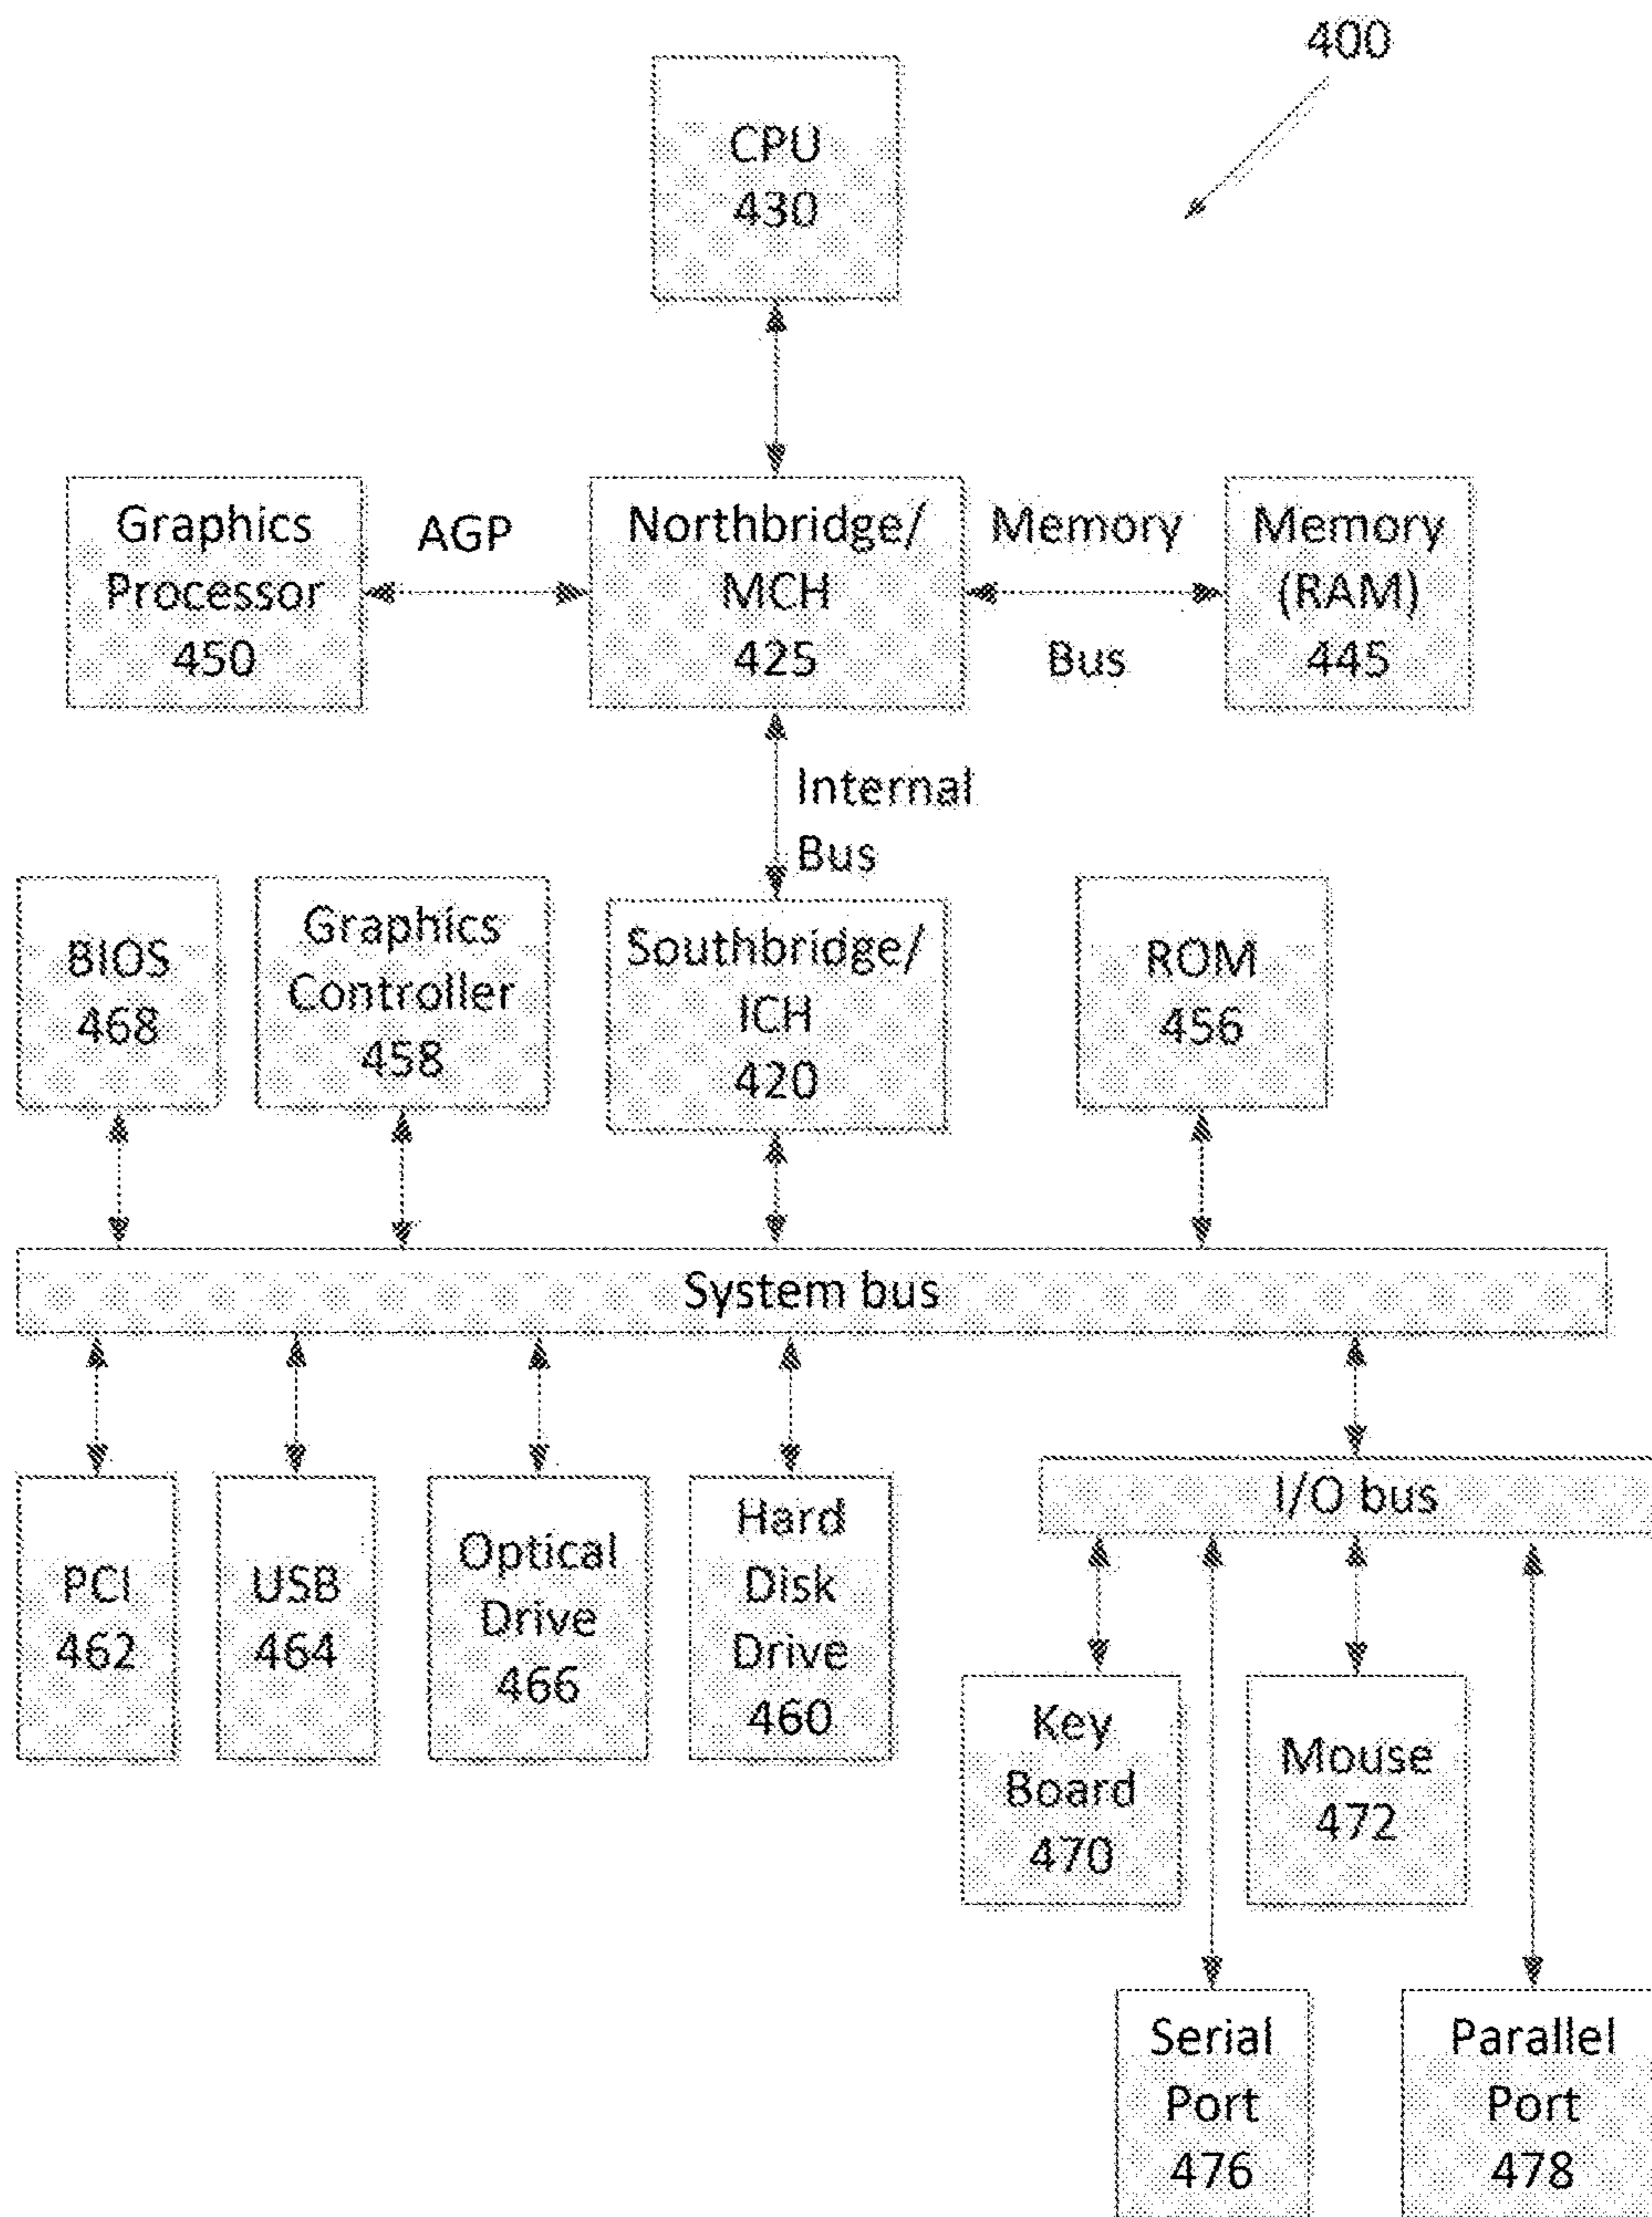 400
CPU
430
Graphics
Processor
450
AGP
Northbridge/
MCH
425
Memory
Bus
Memory
(RAM)
445
Internal
Bus
BIOS
468
Graphics
Controller
458
Southbridge/
ICH
420
ROM
456
System bus
PCI
462
USB
464
Optical
Drive
466
Hard
Disk
Drive
460
I/O bus
Key
Board
470
Mouse
472
Serial
Port
476
Parallel
Port
478